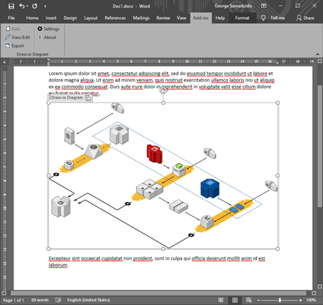 Doc1.docx - Word
George Samartzidis
File Home Insert Draw Design Layout References Mailings Review View Add-ins Help Format Tell me Share
Add Settings
View/Edit About
Export
Draw-io Diagram
Lorem ipsum dolor sit amet, consectetur adipiscing elit, sed do eiusmod tempor incididunt ut labore et
dolore magna aliqua. Ut enim ad minim veniam, quis nostrud exercitation ullamco laboris nisi ut aliquip
ex ea commodo consequat. Duis aute irure dolor in reprehenderit in voluptate velit esse cillum dolore
eu fugiat nulla pariatur.
Draw-io Diagram
Excepteur sint occaecat cupidatat non proident, sunt in culpa qui officia deserunt mollit anim id est
laborum.
Page 1 of 1 69 words English (United States) 100%